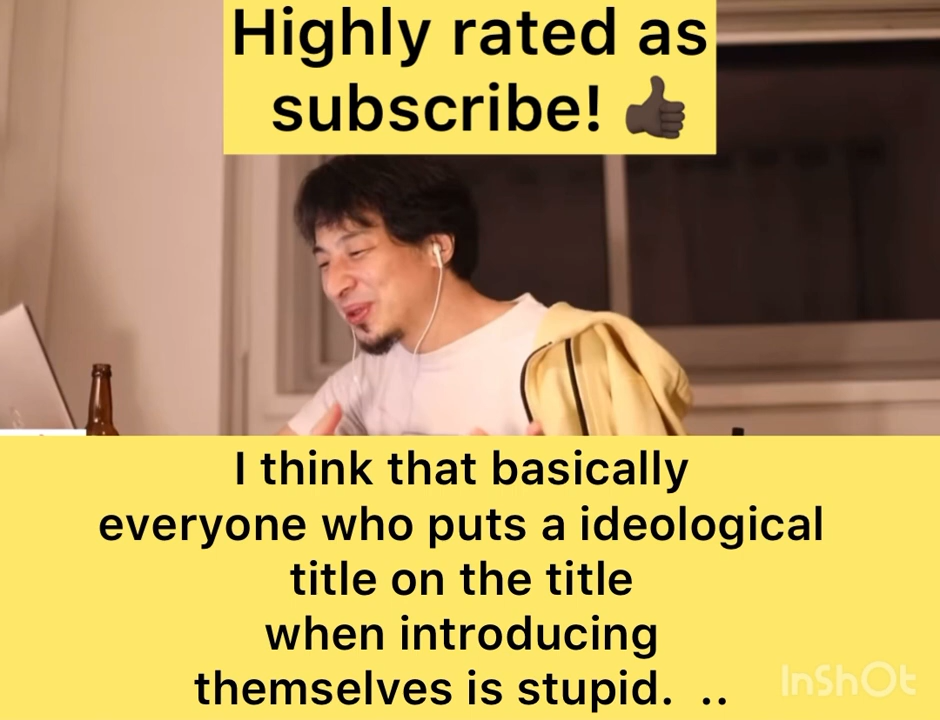 Highly rated as
subscribe! 👍
I think that basically
everyone who puts a ideological
title on the title
when introducing
themselves is stupid. ..
InShOt